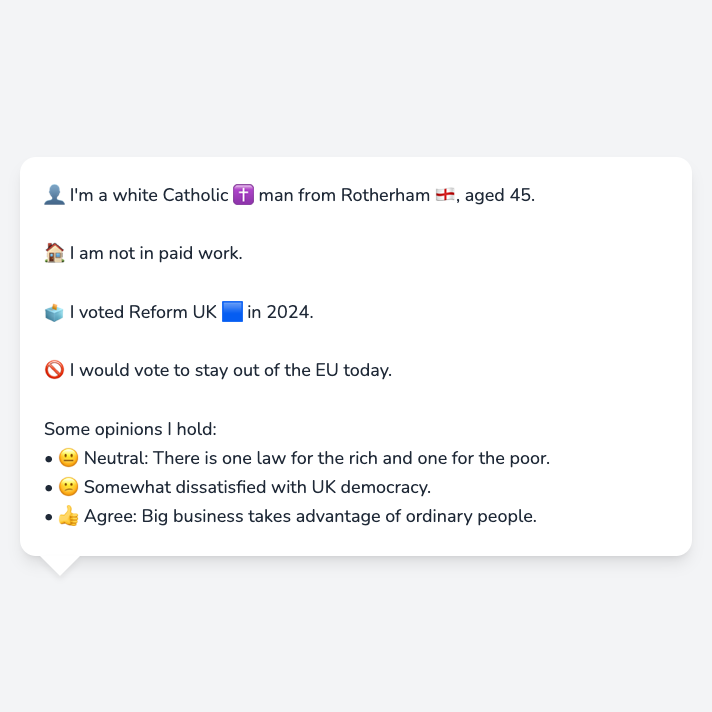 👤 I'm a white Catholic ✝️ man from Rotherham 🏴󠁧󠁢󠁥󠁮󠁧󠁿, aged 45.
🏠 I am not in paid work.
🗳️ I voted Reform UK 🟦 in 2024.
🚫 I would vote to stay out of the EU today.
Some opinions I hold:
• 😐 Neutral: There is one law for the rich and one for the poor.
• 😕 Somewhat dissatisfied with UK democracy.
• 👍 Agree: Big business takes advantage of ordinary people.